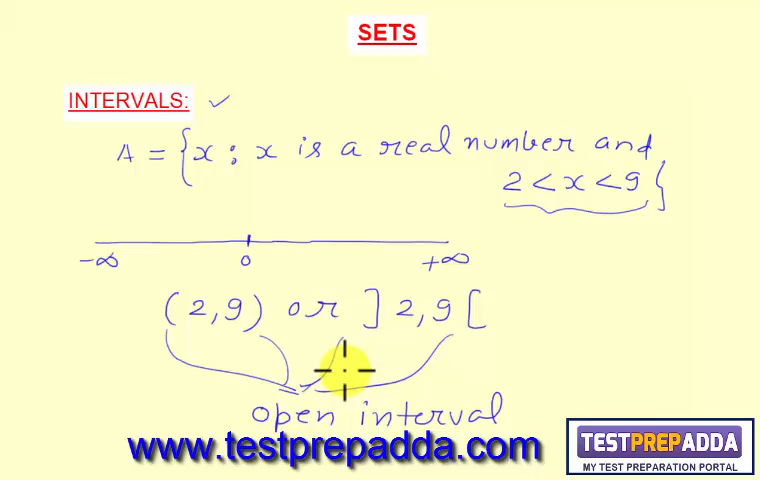 SETS
INTERVALS: ✓
A = {x : x is a real number and
2 < x < 9}
-∞ 0 +∞
(2,9) or ]2,9[
open interval
www.testprepadda.com
TESTPREPADDA
MY TEST PREPARATION PORTAL